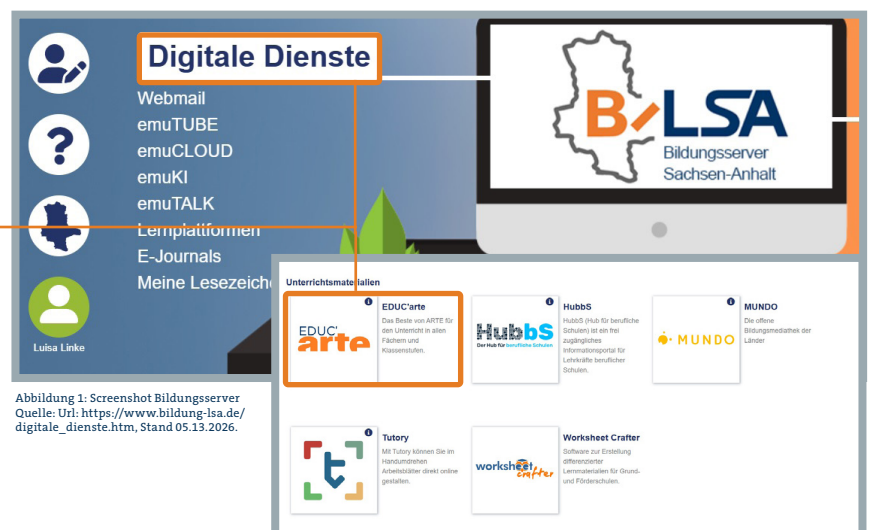 Digitale Dienste
Webmail
emuTUBE
emuCLOUD
emuKI
emuTALK
Lernplattformen
E-Journals
Meine Lesezeich
Luisa Linke
B LSA
Bildungsserver
Sachsen-Anhalt
Abbildung 1: Screenshot Bildungsserver
Quelle: Url: https://www.bildung-lsa.de/
digitale_dienste.htm, Stand 05.13.2026.
Unterrichtsmaterialien
EDUC'
arte
EDUC'arte
Das Beste von ARTE für
den Unterricht in allen
Fächern und
Klassenstufen.
HubbS
Der Hub für berufliche Schulen
HubbS
HubbS (Hub für berufliche
Schulen) ist ein frei
zugängliches
Informationsportal für
Lehrkräfte beruflicher
Schulen.
MUNDO
MUNDO
Die offene
Bildungsmediathek der
Länder
t
Tutory
Mit Tutory können Sie im
Handumdrehen
Arbeitsblätter direkt online
gestalten.
worksheet
crafter
Worksheet Crafter
Software zur Erstellung
differenzierter
Lernmaterialien für Grund-
und Förderschulen.